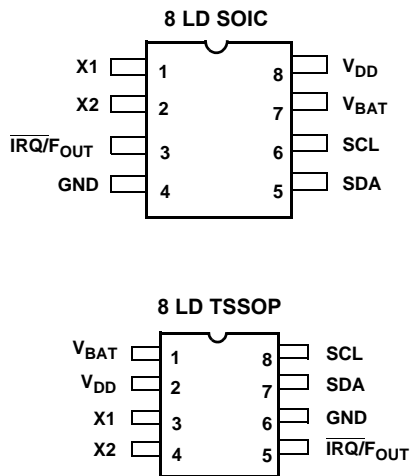 8 LD SOIC
X1 1 8 VDD
X2 2 7 VBAT
IRQ/FOUT 3 6 SCL
GND 4 5 SDA
8 LD TSSOP
VBAT 1 8 SCL
VDD 2 7 SDA
X1 3 6 GND
X2 4 5 IRQ/FOUT